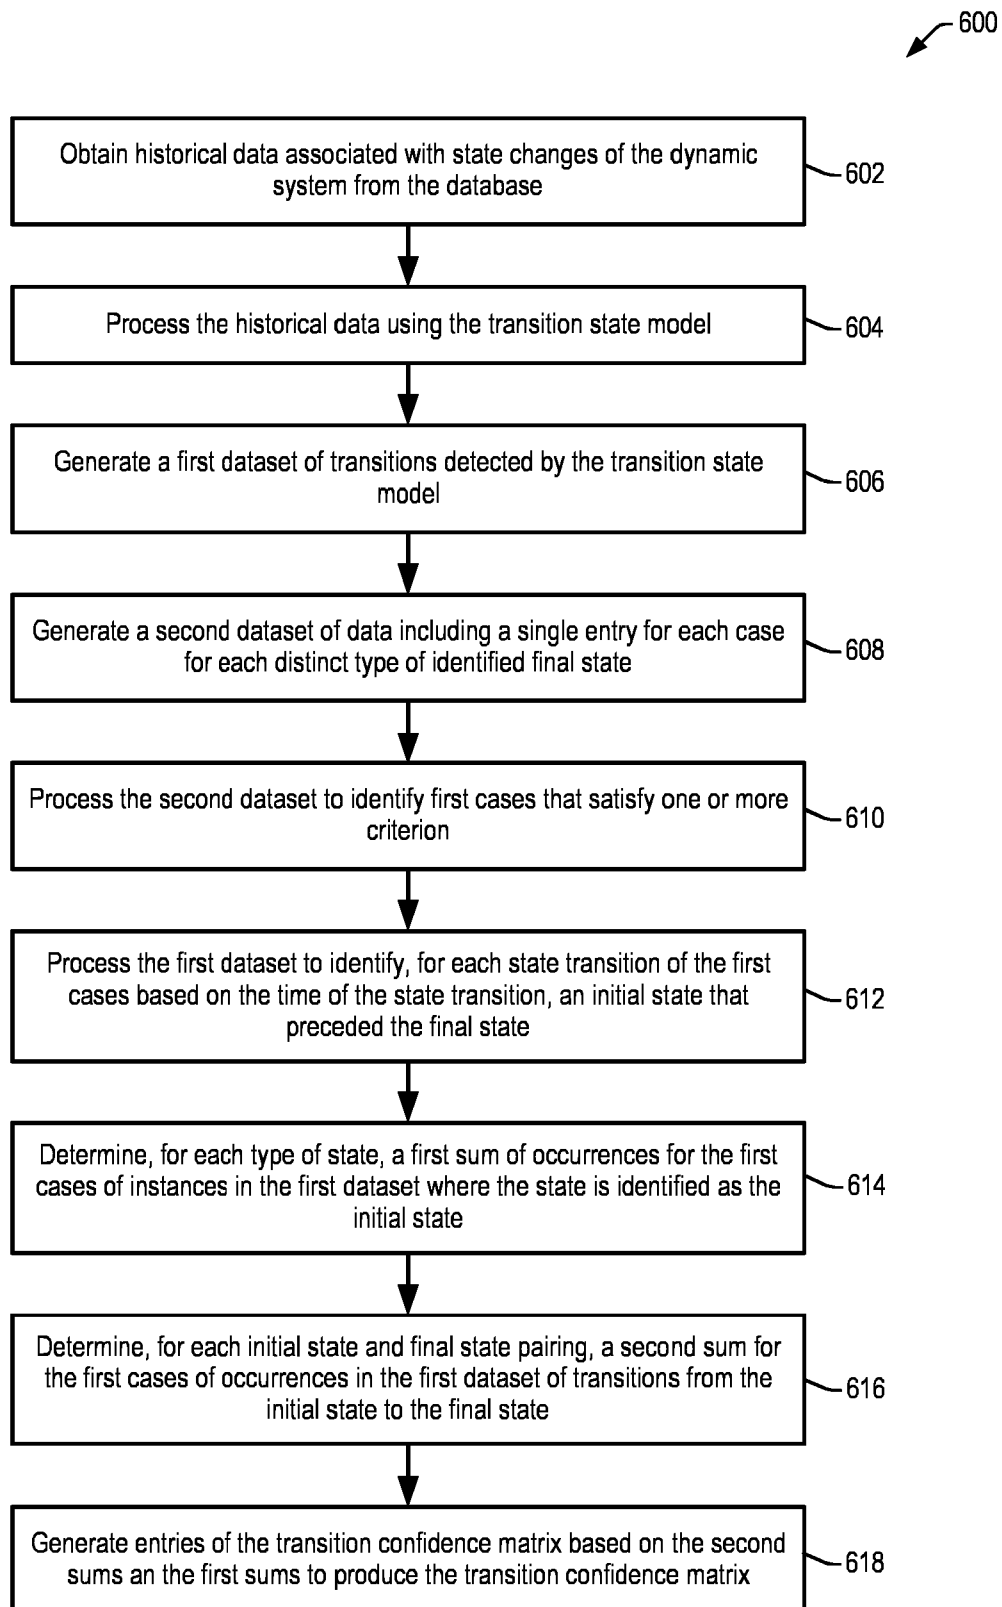 600
Obtain historical data associated with state changes of the dynamic
system from the database
602
Process the historical data using the transition state model
604
Generate a first dataset of transitions detected by the transition state
model
606
Generate a second dataset of data including a single entry for each case
for each distinct type of identified final state
608
Process the second dataset to identify first cases that satisfy one or more
criterion
610
Process the first dataset to identify, for each state transition of the first
cases based on the time of the state transition, an initial state that
preceded the final state
612
Determine, for each type of state, a first sum of occurrences for the first
cases of instances in the first dataset where the state is identified as the
initial state
614
Determine, for each initial state and final state pairing, a second sum for
the first cases of occurrences in the first dataset of transitions from the
initial state to the final state
616
Generate entries of the transition confidence matrix based on the second
sums an the first sums to produce the transition confidence matrix
618